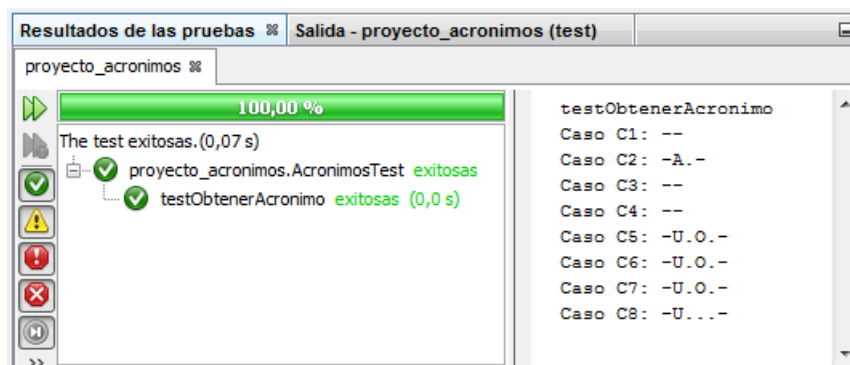 Resultados de las pruebas Salida - proyecto_acronimos (test)
proyecto_acronimos
100,00 %
The test exitosas.(0,07 s)
proyecto_acronimos.AcronimosTest exitosas
testObtenerAcronimo exitosas (0,0 s)
testObtenerAcronimo
Caso C1: --
Caso C2: -A.-
Caso C3: --
Caso C4: --
Caso C5: -U.O.-
Caso C6: -U.O.-
Caso C7: -U.O.-
Caso C8: -U...-